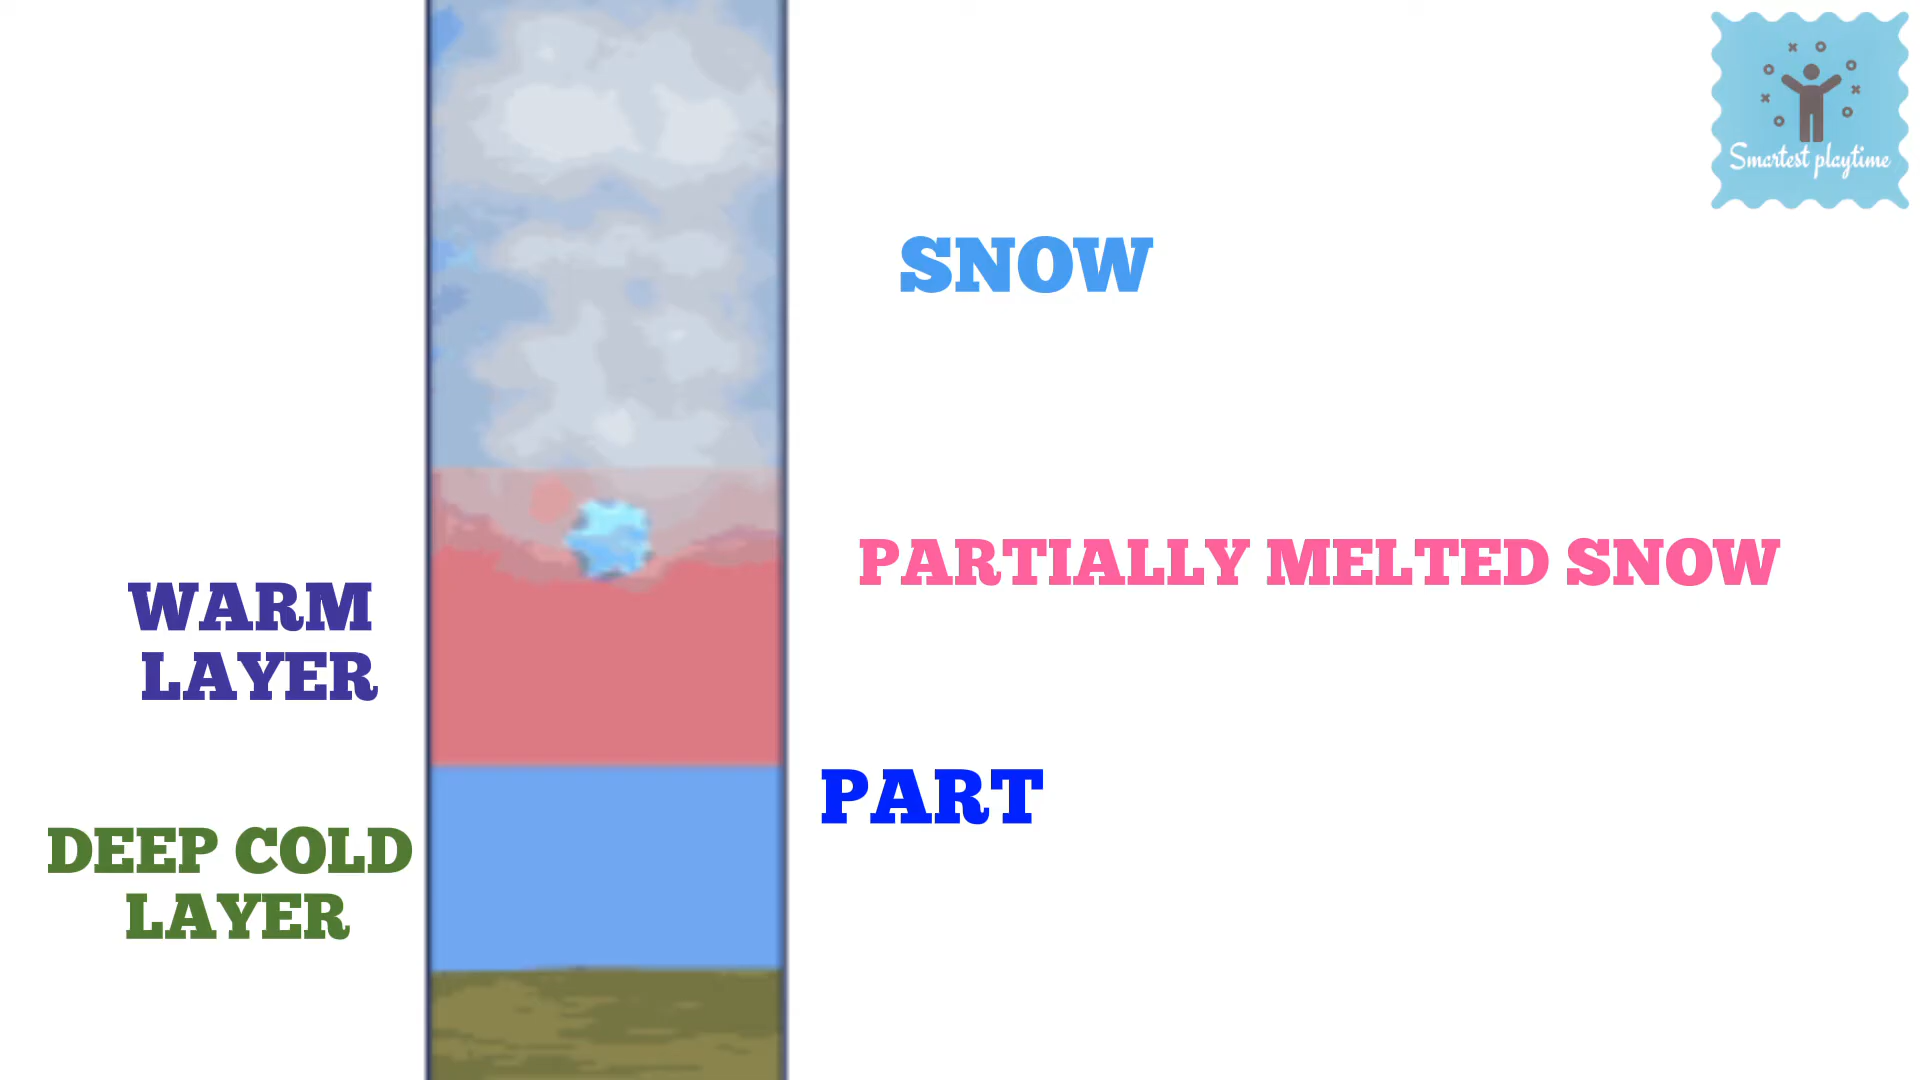 Smartest playtime
SNOW
PARTIALLY MELTED SNOW
WARM
LAYER
PART
DEEP COLD
LAYER